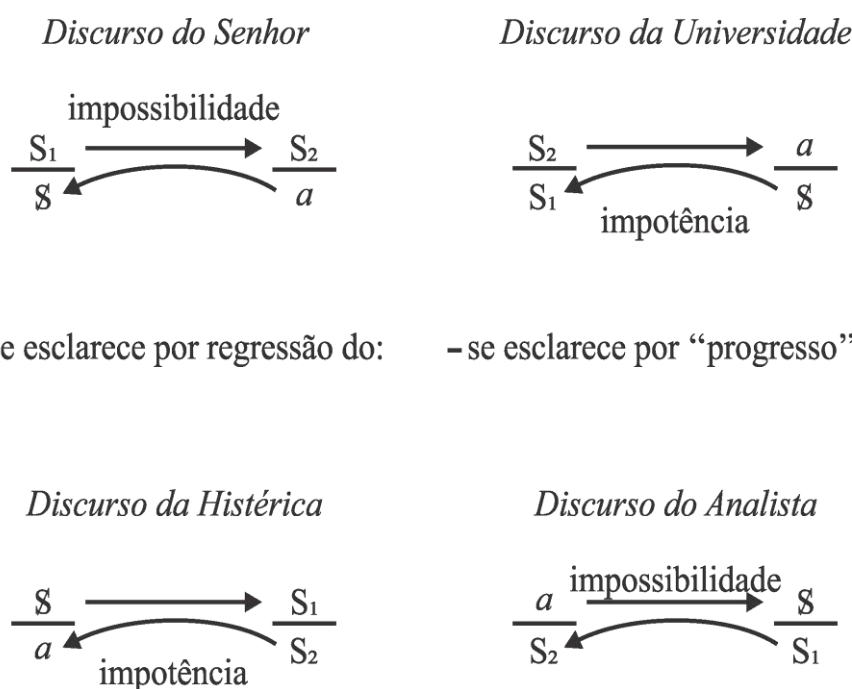 Discurso do Senhor Discurso da Universidade
impossibilidade
S₁ S₂ S₂ a
$ a S₁ $
impotência
e esclarece por regressão do: – se esclarece por “progresso”
Discurso da Histérica Discurso do Analista
impossibilidade
$ S₁ a $
a S₂ S₂ S₁
impotência